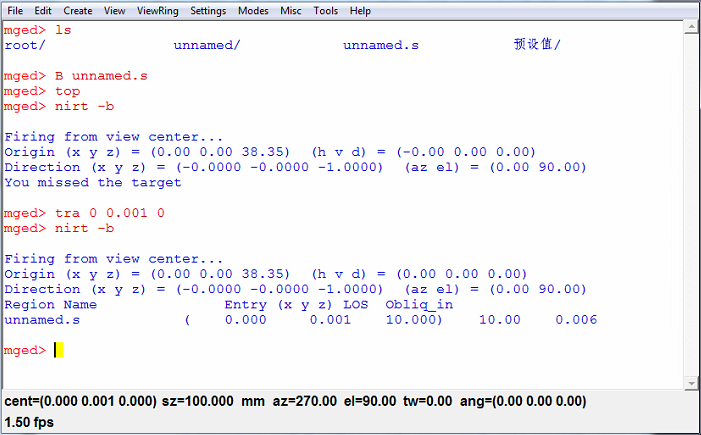 File Edit Create View ViewRing Settings Modes Misc Tools Help
mged> ls
root/ unnamed/ unnamed.s 预设值/
mged> B unnamed.s
mged> top
mged> nirt -b
Firing from view center...
Origin (x y z) = (0.00 0.00 38.35) (h v d) = (-0.00 0.00 0.00)
Direction (x y z) = (-0.0000 -0.0000 -1.0000) (az el) = (0.00 90.00)
You missed the target
mged> tra 0 0.001 0
mged> nirt -b
Firing from view center...
Origin (x y z) = (0.00 0.00 38.35) (h v d) = (0.00 0.00 0.00)
Direction (x y z) = (-0.0000 -0.0000 -1.0000) (az el) = (0.00 90.00)
Region Name Entry (x y z) LOS Obliq_in
unnamed.s ( 0.000 0.001 10.000) 10.00 0.006
mged>
cent=(0.000 0.001 0.000) sz=100.000 mm az=270.00 el=90.00 tw=0.00 ang=(0.00 0.00 0.00)
1.50 fps